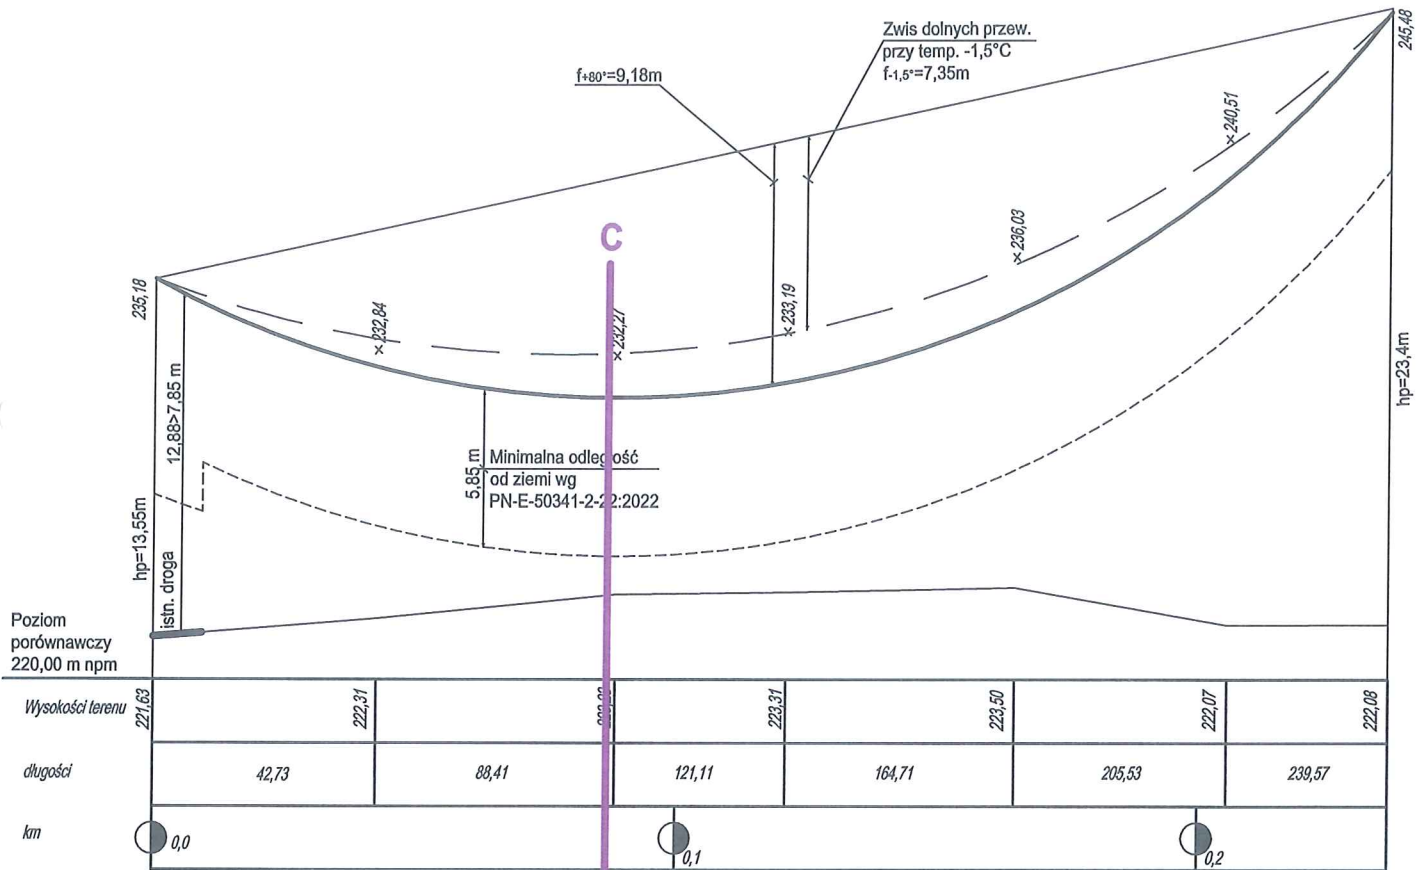 Zwis dolnych przew.
przy temp. -1,5°C
f-1,5°=7,35m
f+80°=9,18m
245,48
×240,51
×236,03
×233,19
C
×232,27
×232,84
235,18
12,88>7,85 m
hp=13,55m
istn. droga
5,85 m
Minimalna odległość
od ziemi wg
PN-E-50341-2-22:2022
hp=23,4m
Poziom
porównawczy
220,00 m npm
Wysokości terenu 221,63 222,31 223,31 223,50 222,07 222,08
długości 42,73 88,41 121,11 164,71 205,53 239,57
km 0,0 0,1 0,2